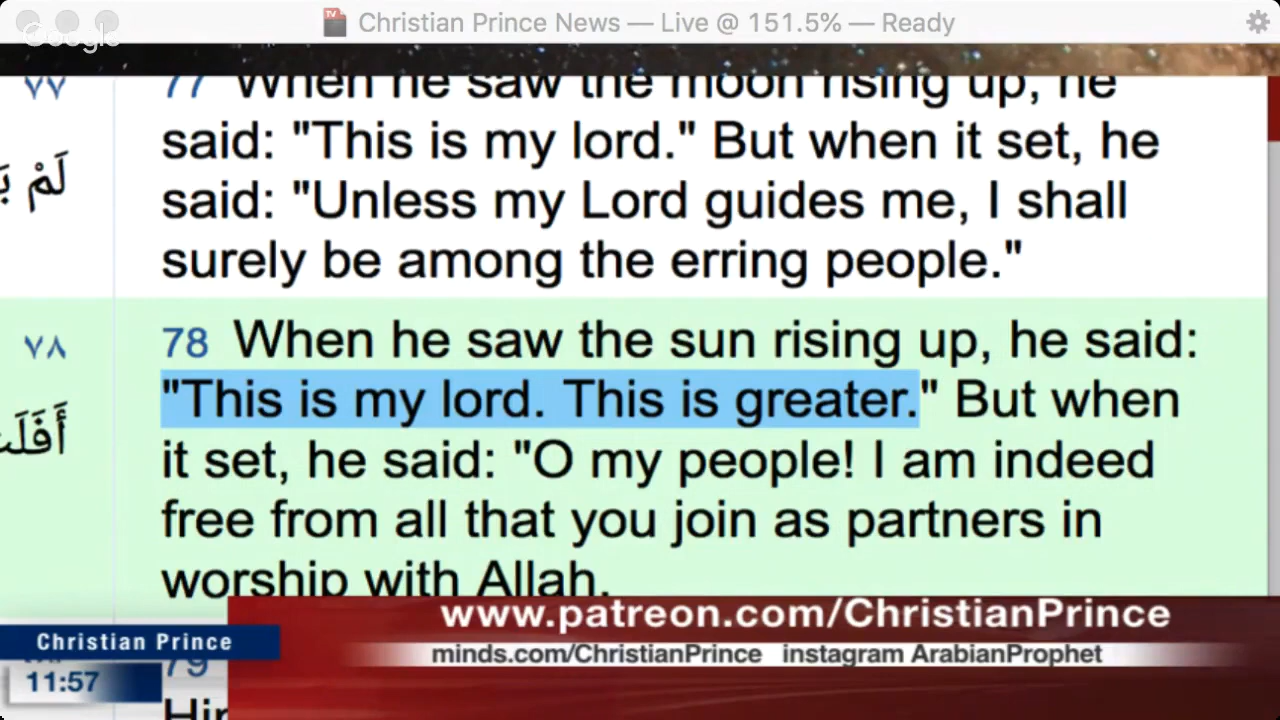 Christian Prince News — Live @ 151.5% — Ready
Google
٧٧
77 When he saw the moon rising up, he
said: "This is my lord." But when it set, he
لَمْ
said: "Unless my Lord guides me, I shall
surely be among the erring people."
٧٨
78 When he saw the sun rising up, he said:
"This is my lord. This is greater." But when
it set, he said: "O my people! I am indeed
free from all that you join as partners in
worship with Allah.
www.patreon.com/ChristianPrince
Christian Prince
minds.com/ChristianPrince instagram ArabianProphet
79
11:57